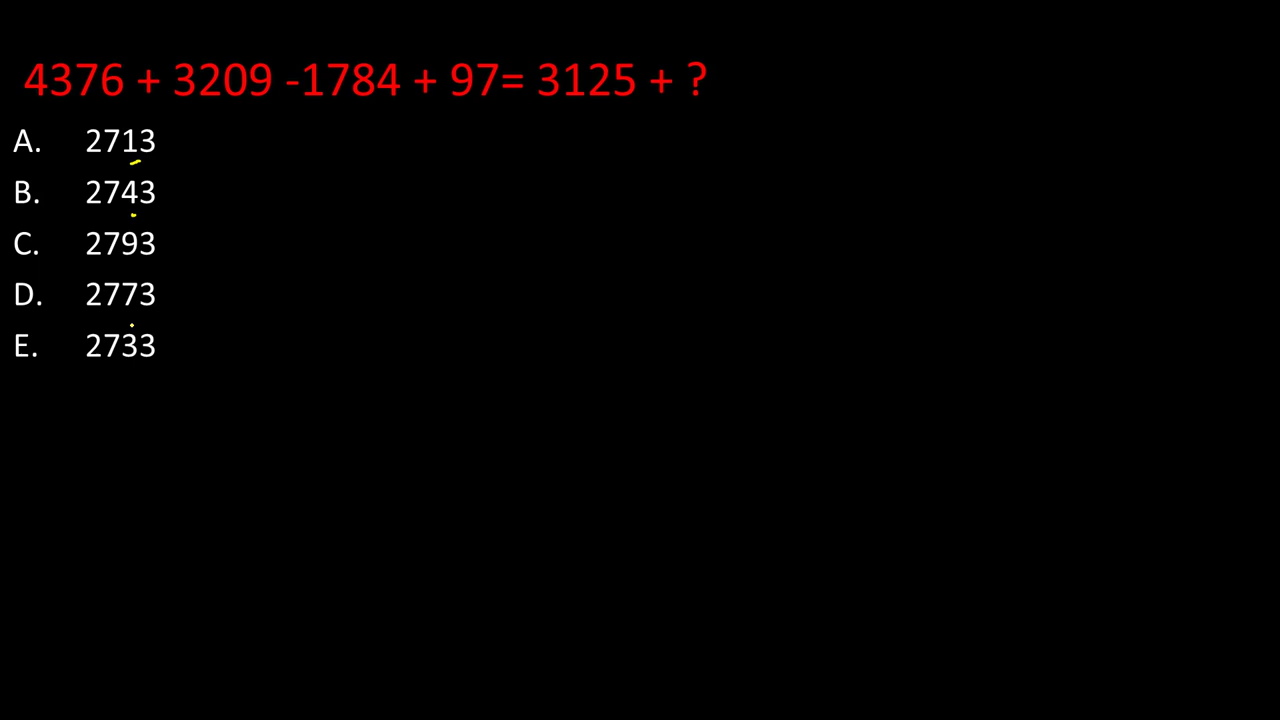 4376 + 3209 -1784 + 97= 3125 + ?
A. 2713
B. 2743
C. 2793
D. 2773
E. 2733